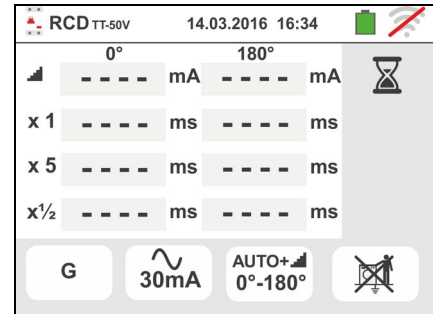 RCD TT-50V 14.03.2016 16:34
0° 180°
---- mA ---- mA
x 1 ---- ms ---- ms
x 5 ---- ms ---- ms
x½ ---- ms ---- ms
G 30mA AUTO+ 0°-180°